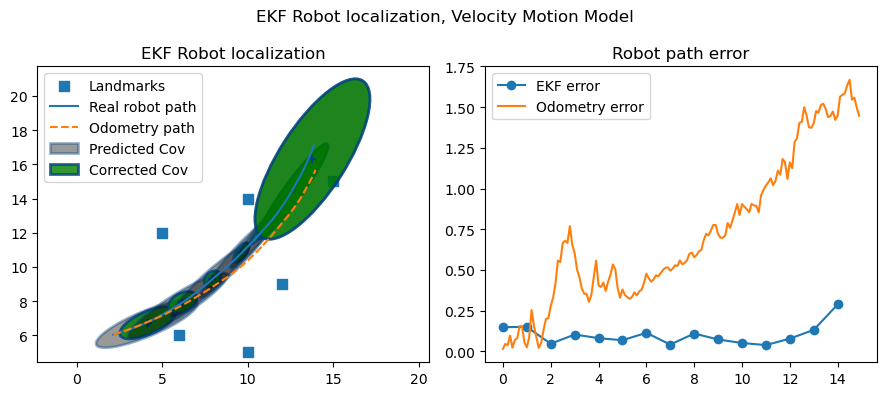 EKF Robot localization, Velocity Motion Model
EKF Robot localization
Landmarks
Real robot path
Odometry path
Predicted Cov
Corrected Cov
20
18
16
14
12
10
8
6
0
5
10
15
20
Robot path error
EKF error
Odometry error
1.75
1.50
1.25
1.00
0.75
0.50
0.25
0.00
0
2
4
6
8
10
12
14